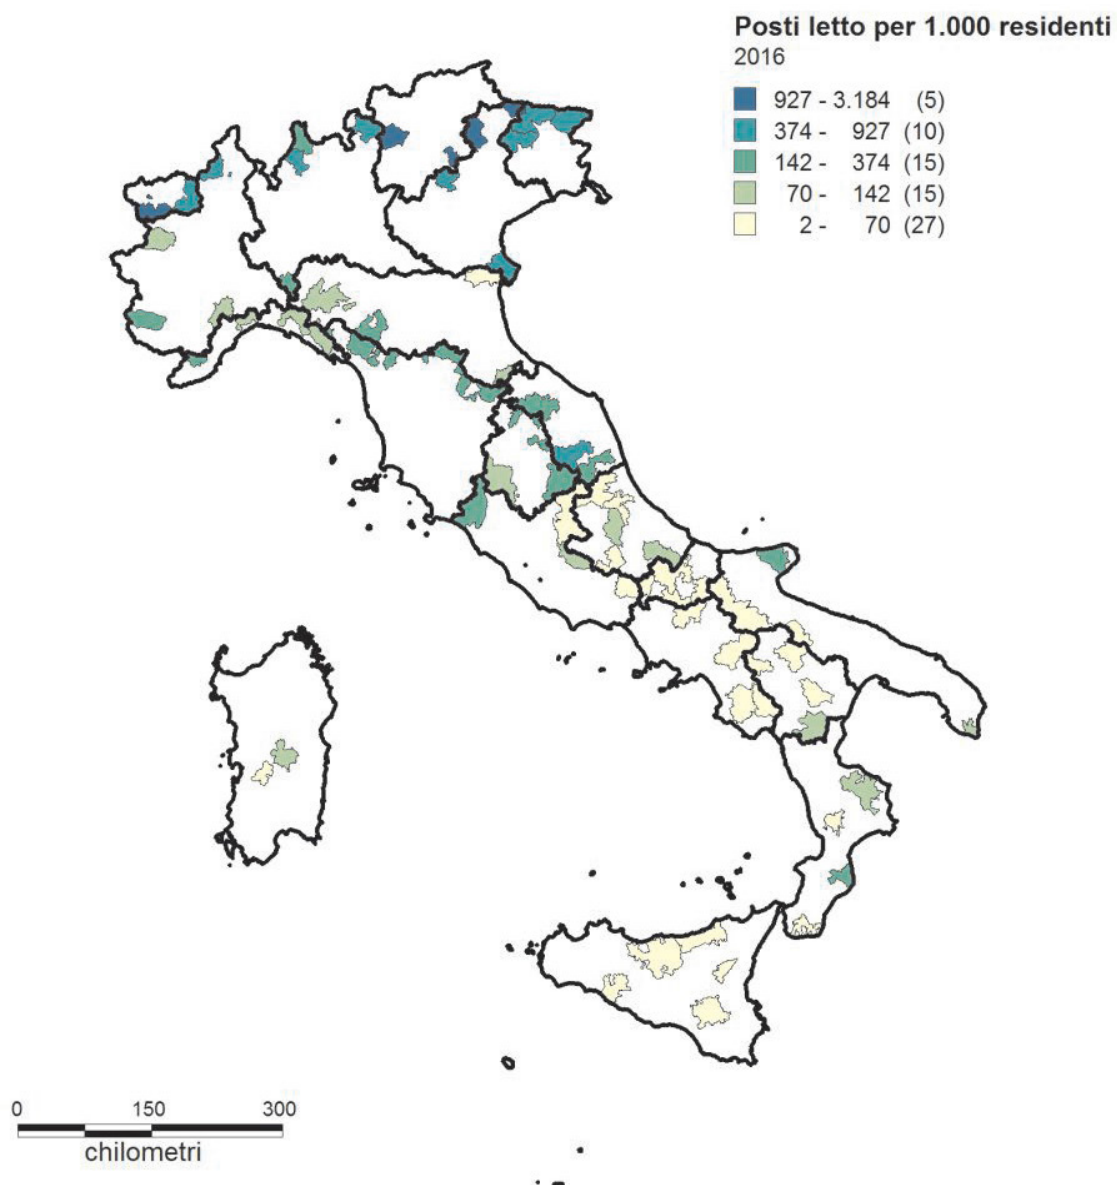 Posti letto per 1.000 residenti
2016
927 - 3.184 (5)
374 - 927 (10)
142 - 374 (15)
70 - 142 (15)
2 - 70 (27)
0 150 300
chilometri